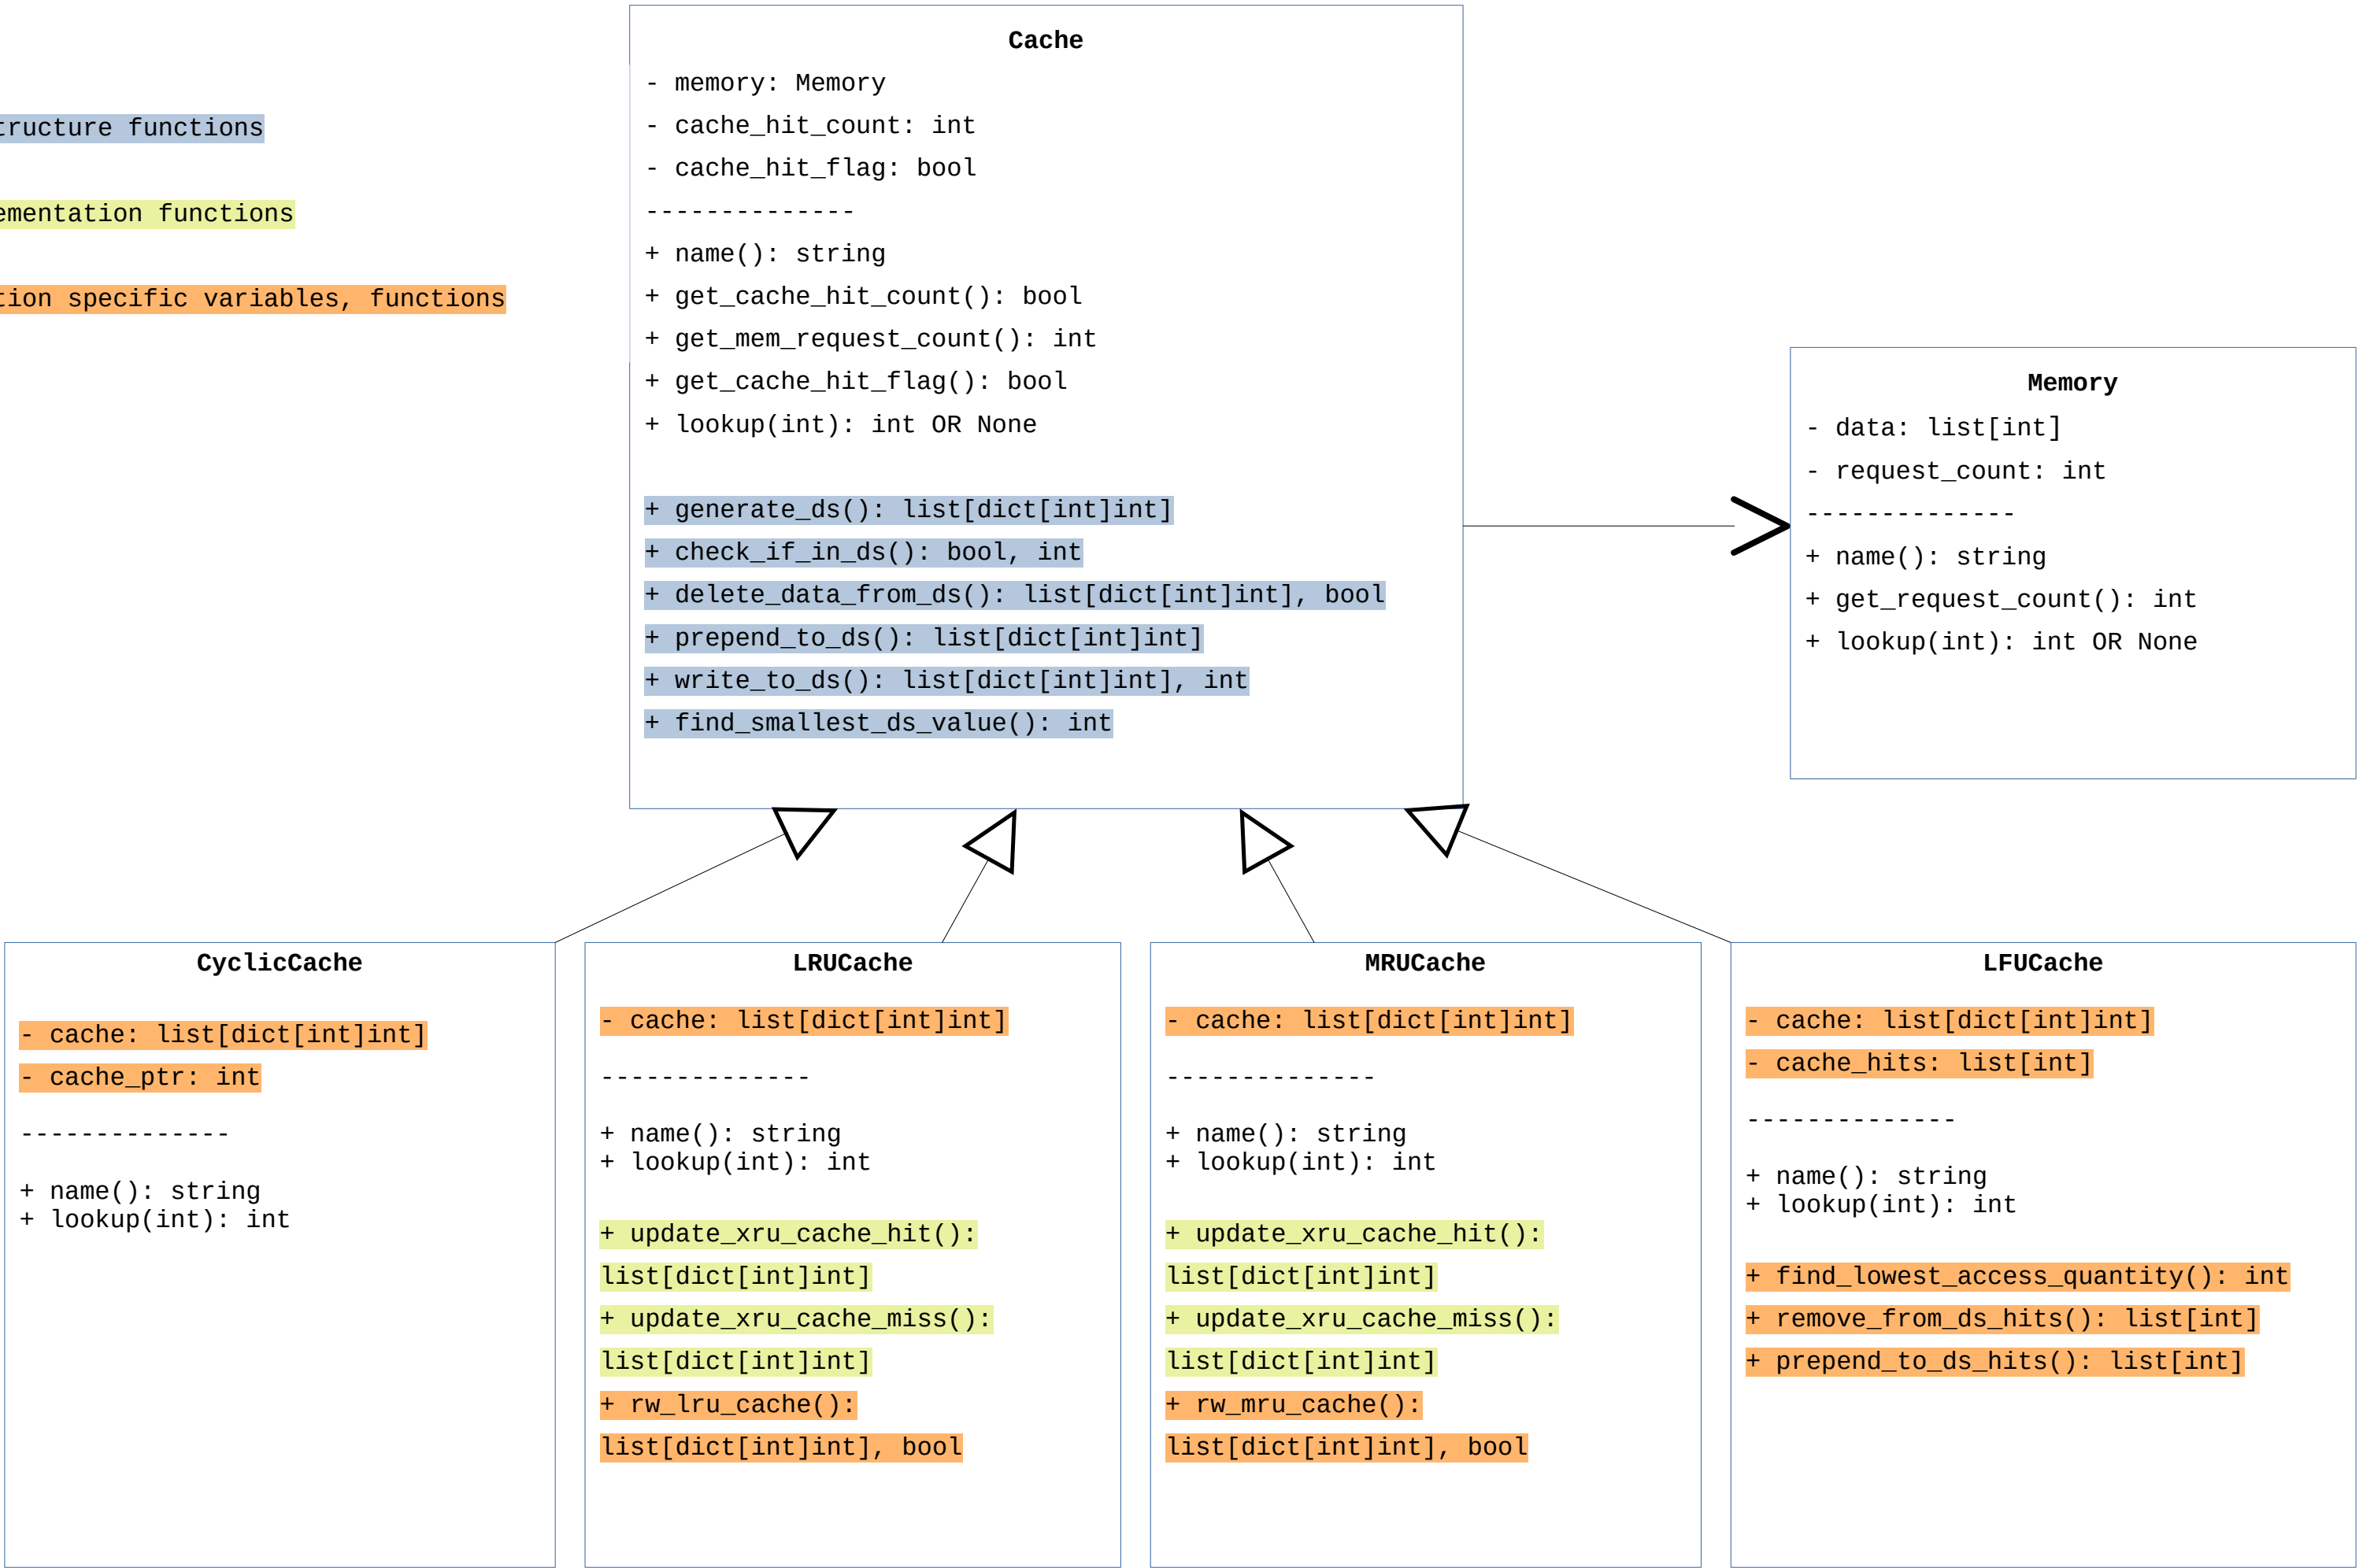 structure functions
ementation functions
tion specific variables, functions
Cache
- memory: Memory
- cache_hit_count: int
- cache_hit_flag: bool
--------------
+ name(): string
+ get_cache_hit_count(): bool
+ get_mem_request_count(): int
+ get_cache_hit_flag(): bool
+ lookup(int): int OR None
+ generate_ds(): list[dict[int]int]
+ check_if_in_ds(): bool, int
+ delete_data_from_ds(): list[dict[int]int], bool
+ prepend_to_ds(): list[dict[int]int]
+ write_to_ds(): list[dict[int]int], int
+ find_smallest_ds_value(): int
Memory
- data: list[int]
- request_count: int
--------------
+ name(): string
+ get_request_count(): int
+ lookup(int): int OR None
CyclicCache
- cache: list[dict[int]int]
- cache_ptr: int
--------------
+ name(): string
+ lookup(int): int
LRUCache
- cache: list[dict[int]int]
--------------
+ name(): string
+ lookup(int): int
+ update_xru_cache_hit():
list[dict[int]int]
+ update_xru_cache_miss():
list[dict[int]int]
+ rw_lru_cache():
list[dict[int]int], bool
MRUCache
- cache: list[dict[int]int]
--------------
+ name(): string
+ lookup(int): int
+ update_xru_cache_hit():
list[dict[int]int]
+ update_xru_cache_miss():
list[dict[int]int]
+ rw_mru_cache():
list[dict[int]int], bool
LFUCache
- cache: list[dict[int]int]
- cache_hits: list[int]
--------------
+ name(): string
+ lookup(int): int
+ find_lowest_access_quantity(): int
+ remove_from_ds_hits(): list[int]
+ prepend_to_ds_hits(): list[int]